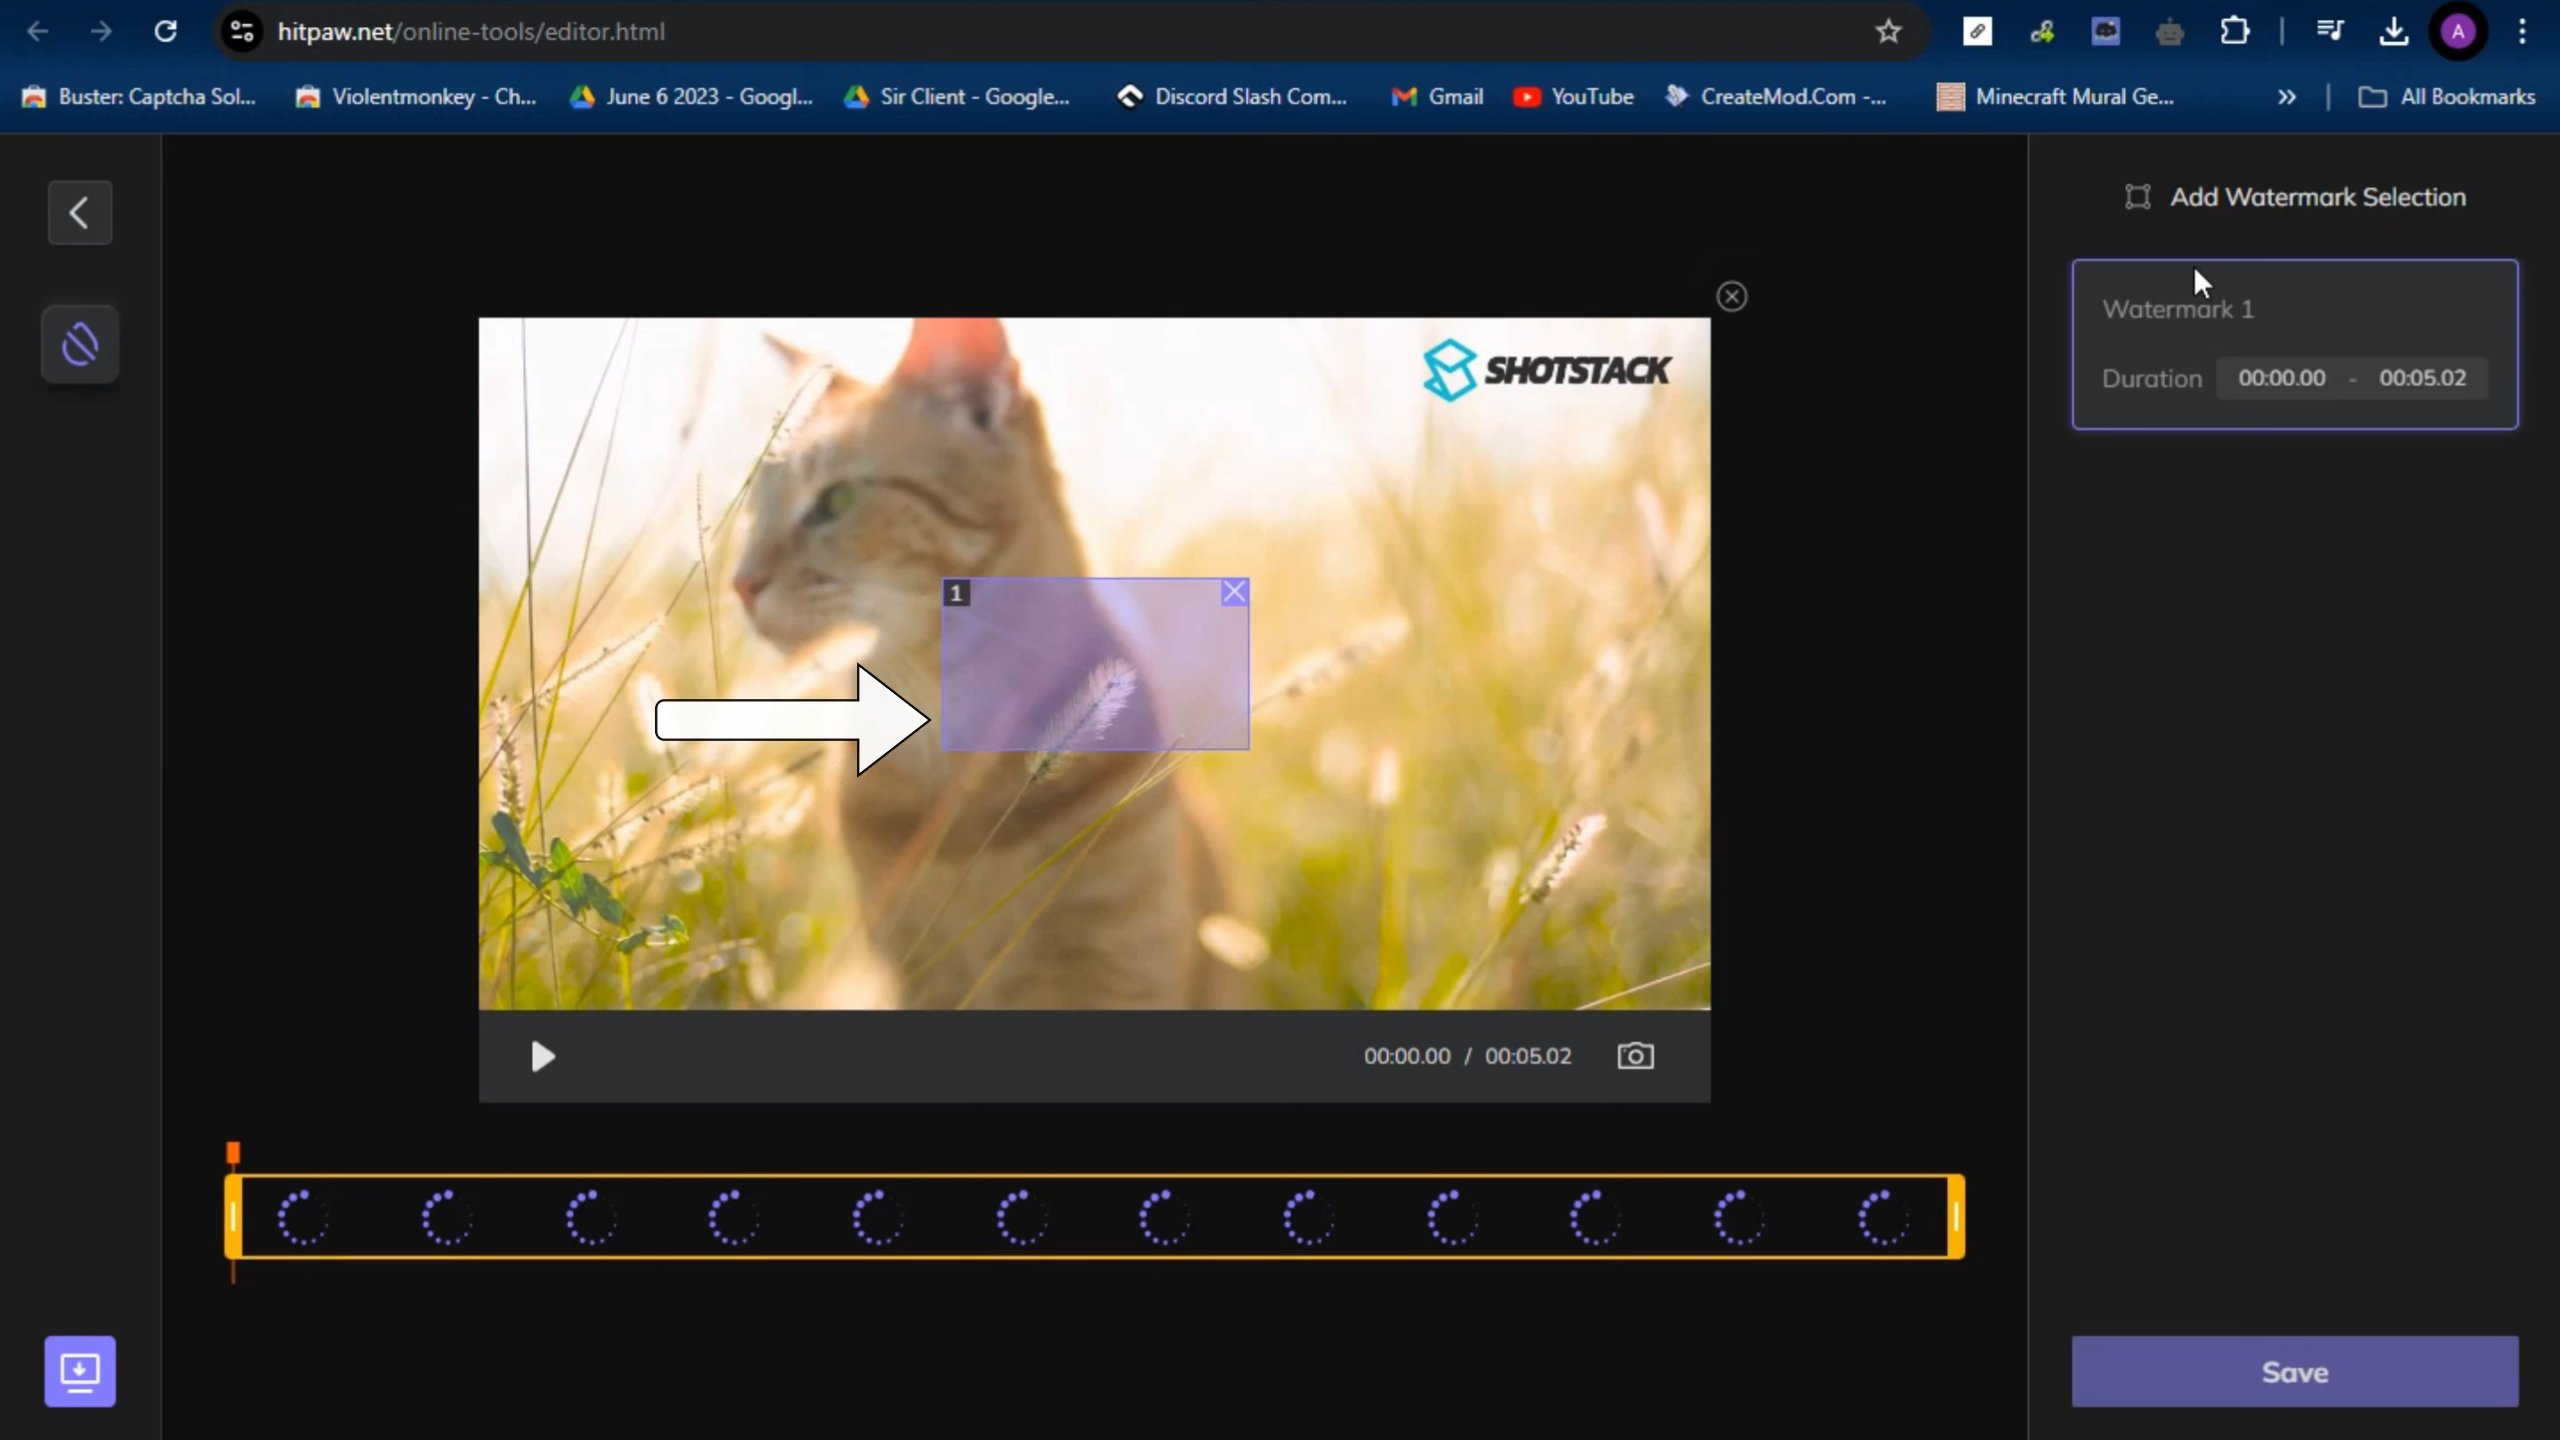 hitpaw.net/online-tools/editor.html
A
Buster: Captcha Sol...
Violentmonkey - Ch...
June 6 2023 - Googl...
Sir Client - Google...
Discord Slash Com...
Gmail
YouTube
CreateMod.Com -...
Minecraft Mural Ge...
»
All Bookmarks
Add Watermark Selection
Watermark 1
Duration 00:00.00 - 00:05.02
SHOTSTACK
1
00:00.00 / 00:05.02
Save